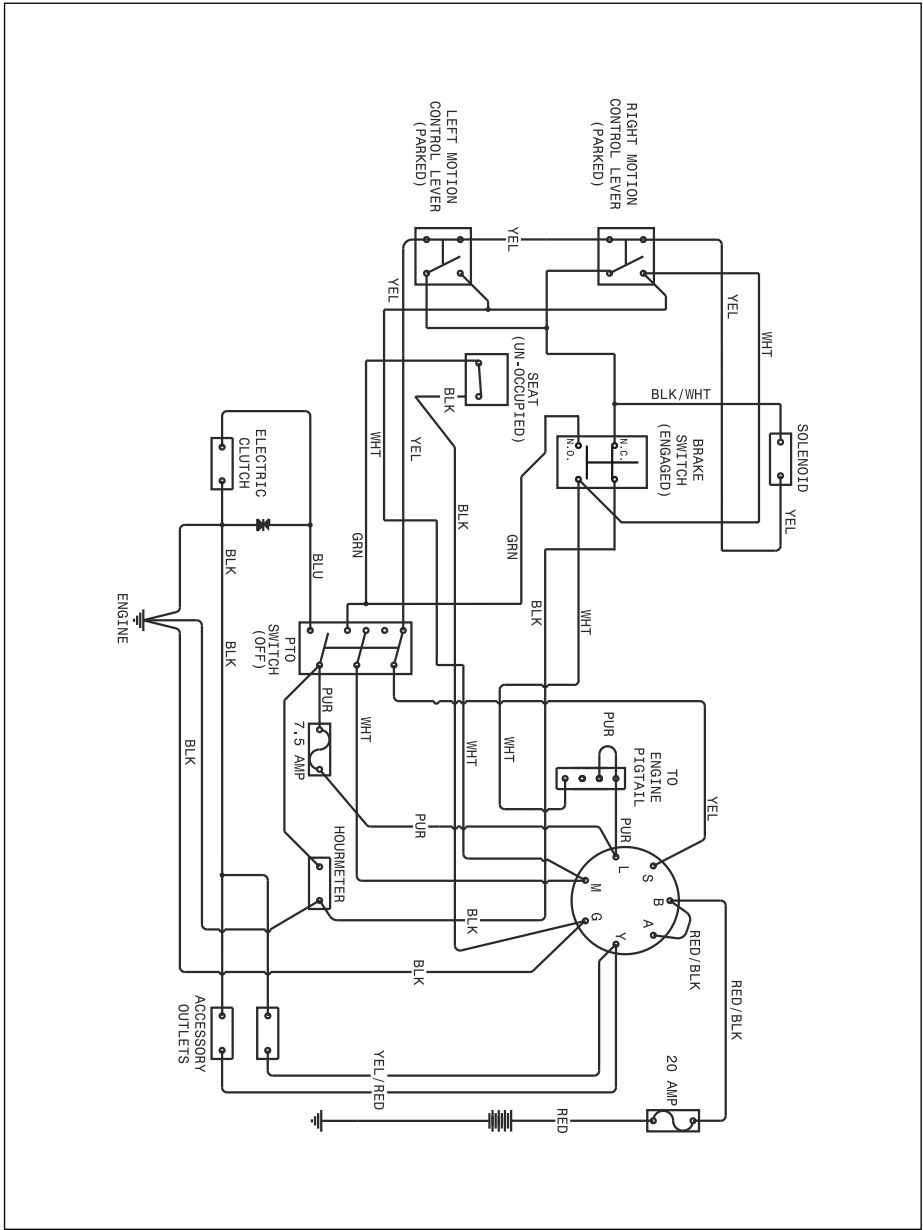 SOLENOID
YEL
WHT
YEL
RED/BLK
YEL
RIGHT MOTION
CONTROL LEVER
(PARKED)
BLK/WHT
BRAKE
SWITCH
(ENGAGED)
N.C.
N.O.
RED/BLK
20 AMP
TO
ENGINE
PIGTAIL
PUR
PUR
S
B
A
L
M
G
Y
WHT
RED
SEAT
(UN-OCCUPIED)
YEL
GRN
BLK
WHT
LEFT MOTION
CONTROL LEVER
(PARKED)
BLK
BLK
WHT
BLK
YEL
YEL
WHT
PUR
BLK
YEL/RED
GRN
WHT
HOURMETER
BLU
PUR
7.5 AMP
PTO
SWITCH
(OFF)
ELECTRIC
CLUTCH
BLK
BLK
BLK
ACCESSORY
OUTLETS
ENGINE